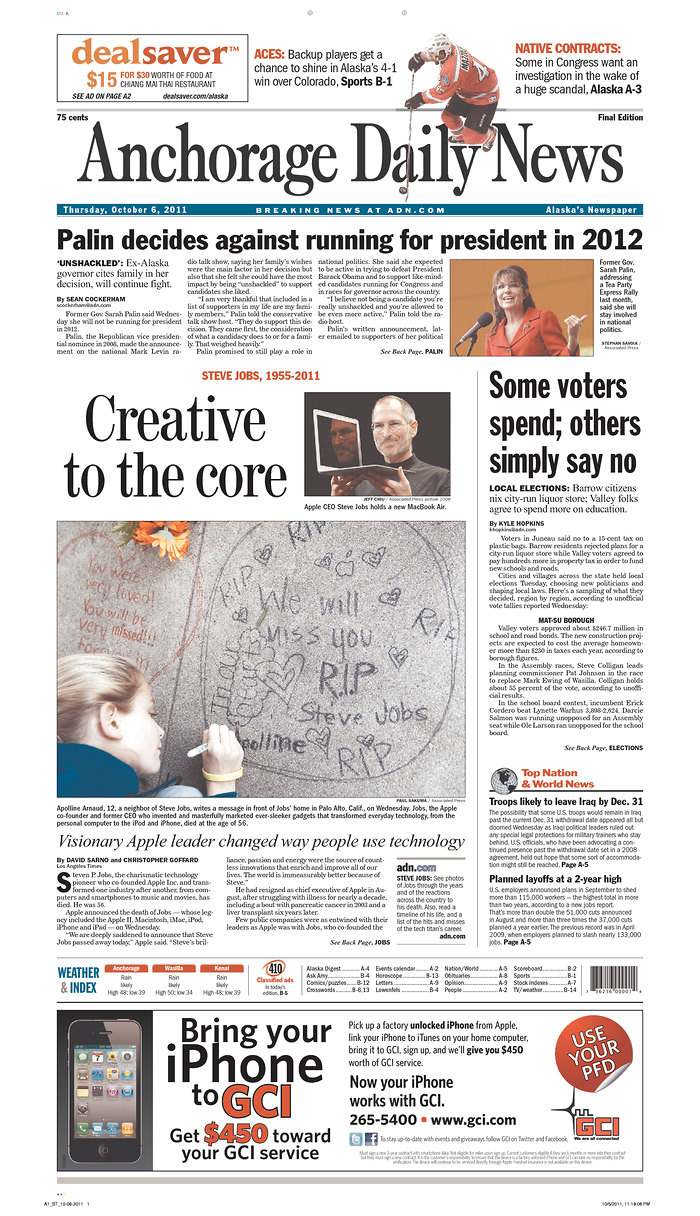 dealsaver™
$15 FOR $30 WORTH OF FOOD AT
CHIANG MAI THAI RESTAURANT
SEE AD ON PAGE A2 dealsaver.com/alaska
ACES: Backup players get a
chance to shine in Alaska's 4-1
win over Colorado, Sports B-1
NATIVE CONTRACTS:
Some in Congress want an
investigation in the wake of
a huge scandal, Alaska A-3
75 cents
Final Edition
Anchorage Daily News
Thursday, October 6, 2011 BREAKING NEWS AT ADN.COM Alaska's Newspaper
Palin decides against running for president in 2012
'UNSHACKLED': Ex-Alaska
governor cites family in her
decision, will continue fight.
By SEAN COCKERHAM
scockerham@adn.com
Former Gov. Sarah Palin said Wednes-
day she will not be running for president
in 2012.
Palin, the Republican vice presiden-
tial nominee in 2008, made the announce-
ment on the national Mark Levin ra-
dio talk show, saying her family's wishes
were the main factor in her decision but
also that she felt she could have the most
impact by being "unshackled" to support
candidates she liked.
"I am very thankful that included in a
list of supporters in my life are my fami-
ly members," Palin told the conservative
talk show host. "They do support this de-
cision. They came first, the consideration
of what a candidacy does to or for a fami-
ly. That weighed heavily."
Palin promised to still play a role in
national politics. She said she expected
to be active in trying to defeat President
Barack Obama and to support like-mind-
ed candidates running for Congress and
in races for governor across the country.
"I believe not being a candidate you're
really unshackled and you're allowed to
be even more active," Palin told the ra-
dio host.
Palin's written announcement, lat-
er emailed to supporters of her political
See Back Page, PALIN
Former Gov.
Sarah Palin,
addressing
a Tea Party
Express Rally
last month,
said she will
stay involved
in national
politics.
STEPHAN SAVOIA /
Associated Press
STEVE JOBS, 1955-2011
Creative
to the core
JEFF CHIU / Associated Press archive 2008
Apple CEO Steve Jobs holds a new MacBook Air.
You will be
very missed!
RIP
will
RIP
RIP
Steve Jobs
Apolline
RIP
PAUL SAKUMA / Associated Press
Apolline Arnaud, 12, a neighbor of Steve Jobs, writes a message in front of Jobs' home in Palo Alto, Calif., on Wednesday. Jobs, the Apple
co-founder and former CEO who invented and masterfully marketed ever-sleeker gadgets that transformed everyday technology, from the
personal computer to the iPod and iPhone, died at the age of 56.
Visionary Apple leader changed way people use technology
By DAVID SARNO and CHRISTOPHER GOFFARD
Los Angeles Times
Steven P. Jobs, the charismatic technology
pioneer who co-founded Apple Inc. and trans-
formed one industry after another, from com-
puters and smartphones to music and movies, has
died. He was 56.
Apple announced the death of Jobs — whose leg-
acy included the Apple II, Macintosh, iMac, iPod,
iPhone and iPad — on Wednesday.
"We are deeply saddened to announce that Steve
Jobs passed away today," Apple said. "Steve's bril-
liance, passion and energy were the source of count-
less innovations that enrich and improve all of our
lives. The world is immeasurably better because of
Steve."
He had resigned as chief executive of Apple in Au-
gust, after struggling with illness for nearly a decade,
including a bout with pancreatic cancer in 2003 and a
liver transplant six years later.
Few public companies were as entwined with their
leaders as Apple was with Jobs, who co-founded the
See Back Page, JOBS
adn.com
STEVE JOBS: See photos
of Jobs through the years
and of the reactions
across the country to
his death. Also, read a
timeline of his life, and a
list of the hits and misses
of the tech titan's career.
adn.com
Some voters
spend; others
simply say no
LOCAL ELECTIONS: Barrow citizens
nix city-run liquor store; Valley folks
agree to spend more on education.
By KYLE HOPKINS
khopkins@adn.com
Voters in Juneau said no to a 15-cent tax on
plastic bags. Barrow residents rejected plans for a
city-run liquor store while Valley voters agreed to
pay hundreds more in property tax in order to fund
new schools and roads.
Cities and villages across the state held local
elections Tuesday, choosing new politicians and
shaping local laws. Here's a sampling of what they
decided, region by region, according to unofficial
vote tallies reported Wednesday:
MAT-SU BOROUGH
Valley voters approved about $246.7 million in
school and road bonds. The new construction proj-
ects are expected to cost the average homeown-
er more than $230 in taxes each year, according to
borough figures.
In the Assembly races, Steve Colligan leads
planning commissioner Pat Johnson in the race
to replace Mark Ewing of Wasilla. Colligan holds
about 55 percent of the vote, according to unoffi-
cial results.
In the school board contest, incumbent Erick
Cordero beat Lynette Warhus 3,898-2,624. Darcie
Salmon was running unopposed for an Assembly
seat while Ole Larson ran unopposed for the school
board.
See Back Page, ELECTIONS
Top Nation
& World News
Troops likely to leave Iraq by Dec. 31
The possibility that some U.S. troops would remain in Iraq
past the current Dec. 31 withdrawal date appeared all but
doomed Wednesday as Iraqi political leaders ruled out
any special legal protections for military trainers who stay
behind. U.S. officials, who have been advocating a con-
tinued presence past the withdrawal date set in a 2008
agreement, held out hope that some sort of accommoda-
tion might still be reached. Page A-5
Planned layoffs at a 2-year high
U.S. employers announced plans in September to shed
more than 115,000 workers — the highest total in more
than two years, according to a new jobs report.
That's more than double the 51,000 cuts announced
in August and more than three times the 37,000 cuts
planned a year earlier. The previous record was in April
2009, when employers planned to slash nearly 133,000
jobs. Page A-5
WEATHER
& INDEX
Anchorage
Rain
likely
High 48; low 39
Wasilla
Rain
likely
High 50; low 34
Kenai
Rain
likely
High 48; low 39
410
Classified ads
In today's
edition, B-5
Alaska Digest A-4
Ask Amy B-4
Comics/puzzles B-12
Crosswords B-6,13
Events calendar A-2
Horoscope B-13
Letters A-9
Lowenfels B-4
Nation/World A-5
Obituaries A-8
Opinion A-9
People A-2
Scoreboard B-2
Sports B-1
Stock indexes A-7
TV/weather B-14
Bring your
iPhone
to GCI
Get $450 toward
your GCI service
Pick up a factory unlocked iPhone from Apple,
link your iPhone to iTunes on your home computer,
bring it to GCI, sign up, and we'll give you $450
worth of GCI service.
Now your iPhone
works with GCI.
265-5400 ▪ www.gci.com
To stay up-to-date with events and giveaways follow GCI on Twitter and Facebook.
USE
YOUR
PFD
GCI
We are all connected
A1_ST_10-06-2011 1
10/5/2011, 11:19:08 PM